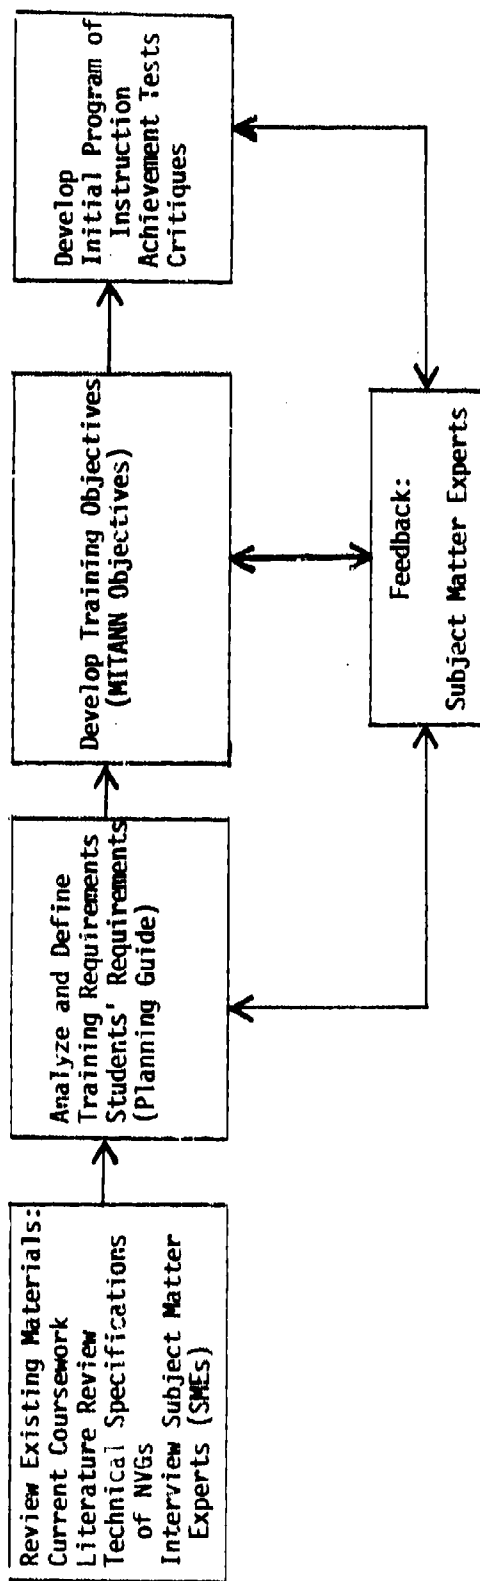 Review Existing Materials:
Current Coursework
Literature Review
Technical Specifications
of NVGs
Interview Subject Matter
Experts (SMEs)
Analyze and Define
Training Requirements
Students' Requirements
(Planning Guide)
Develop Training Objectives
(MITANN Objectives)
Develop
Initial Program of
Instruction
Achievement Tests
Critiques
Feedback:
Subject Matter Experts